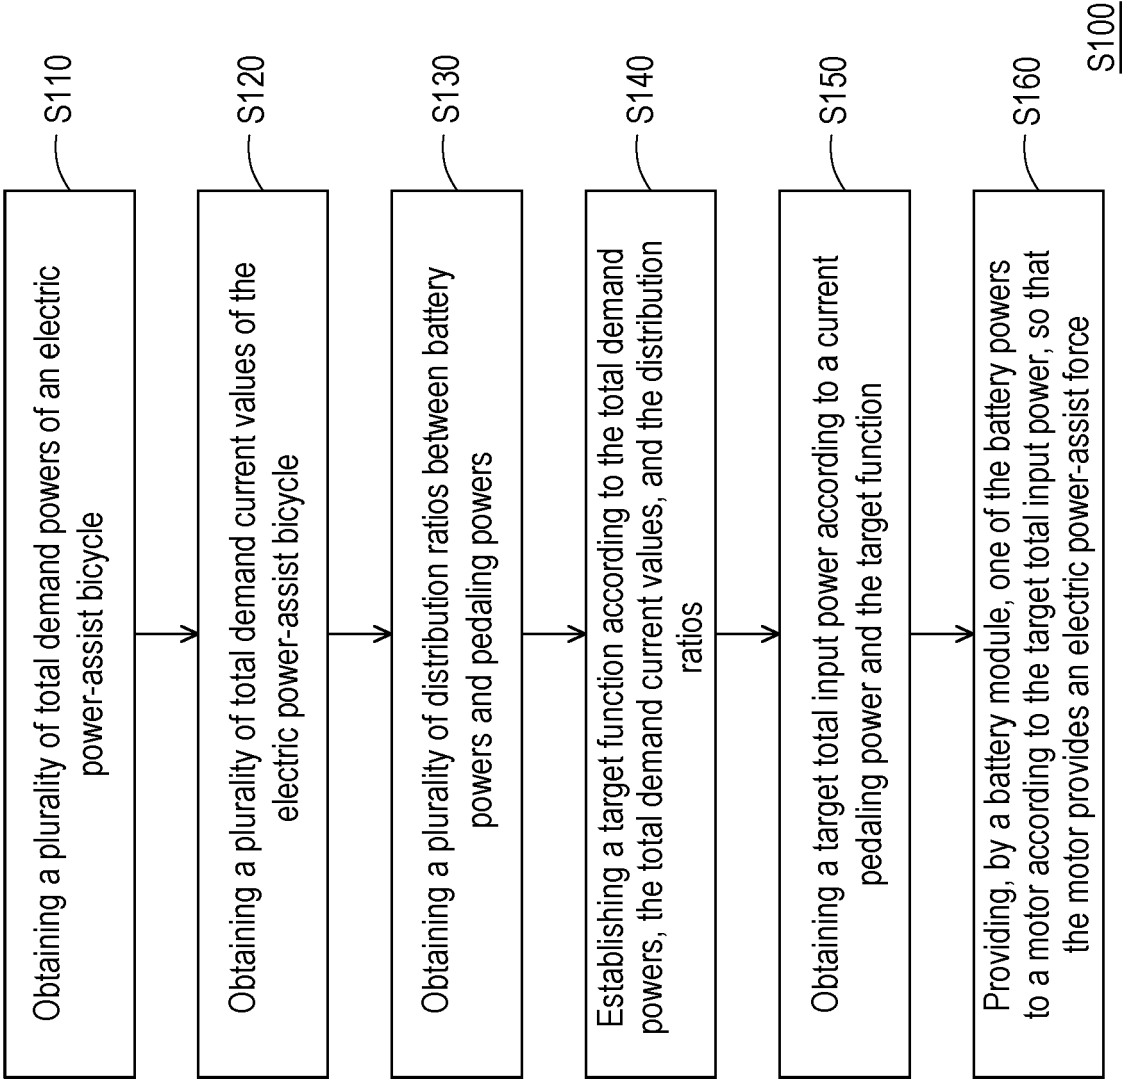 Obtaining a plurality of total demand powers of an electric
power-assist bicycle
S110
Obtaining a plurality of total demand current values of the
electric power-assist bicycle
S120
Obtaining a plurality of distribution ratios between battery
powers and pedaling powers
S130
Establishing a target function according to the total demand
powers, the total demand current values, and the distribution
ratios
S140
Obtaining a target total input power according to a current
pedaling power and the target function
S150
Providing, by a battery module, one of the battery powers
to a motor according to the target total input power, so that
the motor provides an electric power-assist force
S160
S100